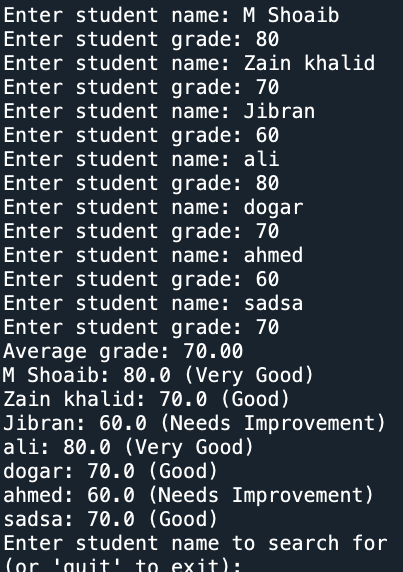 Enter student name: M Shoaib
Enter student grade: 80
Enter student name: Zain khalid
Enter student grade: 70
Enter student name: Jibran
Enter student grade: 60
Enter student name: ali
Enter student grade: 80
Enter student name: dogar
Enter student grade: 70
Enter student name: ahmed
Enter student grade: 60
Enter student name: sadsa
Enter student grade: 70
Average grade: 70.00
M Shoaib: 80.0 (Very Good)
Zain khalid: 70.0 (Good)
Jibran: 60.0 (Needs Improvement)
ali: 80.0 (Very Good)
dogar: 70.0 (Good)
ahmed: 60.0 (Needs Improvement)
sadsa: 70.0 (Good)
Enter student name to search for
(or 'quit' to exit):